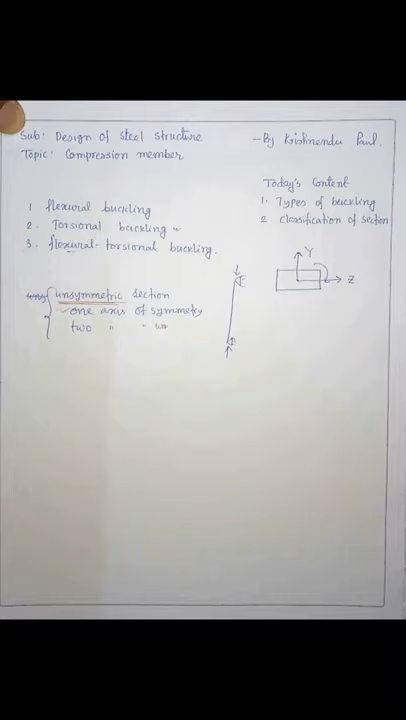 Sub: Design of Steel Structure
- By Krishnendu Paul.
Topic: Compression member
Today's Content
1. Types of buckling
2. classification of section
1 flexural buckling
2. Torsional backling
3. flexural-torsional buckling.
unsymmetric section
one axis of symmetry
two " "
Y
Z